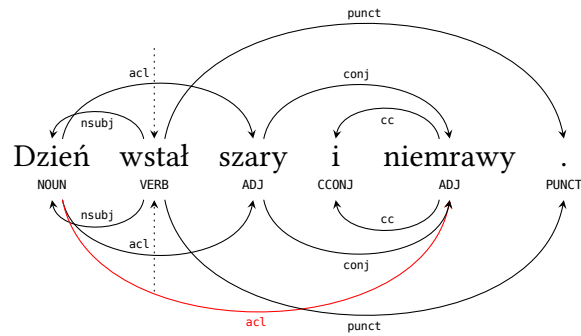 punct
acl conj
nsubj cc
Dzień wstał szary i niemrawy .
NOUN VERB ADJ CCONJ ADJ PUNCT
nsubj cc
acl conj
acl punct